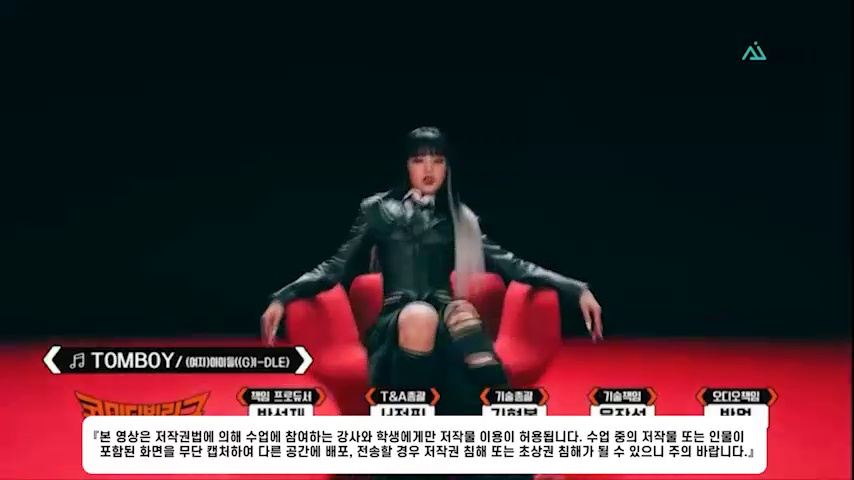 TOMBOY / (여자)아이들((G)I-DLE)
책임 프로듀서
T&A총괄
기술총괄
기술책임
오디오책임
『본 영상은 저작권법에 의해 수업에 참여하는 강사와 학생에게만 저작물 이용이 허용됩니다. 수업 중의 저작물 또는 인물이
포함된 화면을 무단 캡처하여 다른 공간에 배포, 전송할 경우 저작권 침해 또는 초상권 침해가 될 수 있으니 주의 바랍니다.』